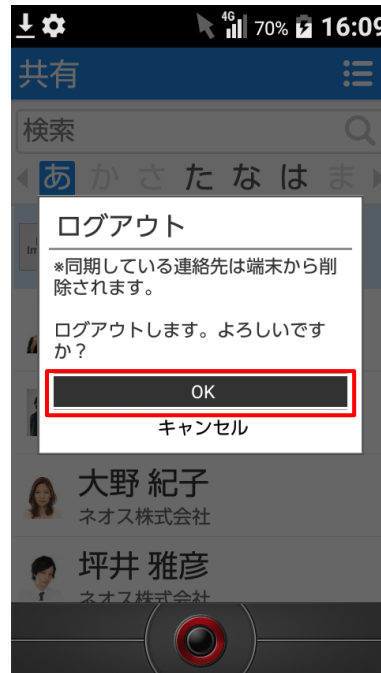 4G 70% 16:09
共有
検索
あ か さ た な は ま
Im
ログアウト
*同期している連絡先は端末から削
除されます。
ログアウトします。よろしいです
か？
OK
キャンセル
大野 紀子
ネオス株式会社
坪井 雅彦
ネオス株式会社